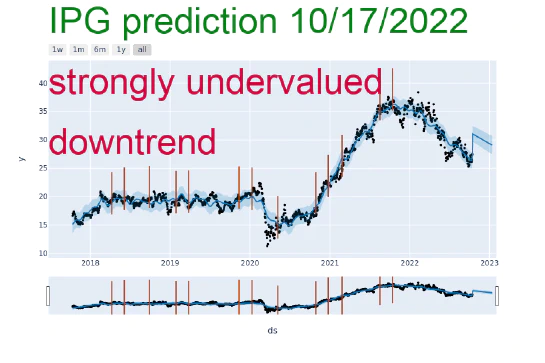 IPG prediction 10/17/2022
1w 1m 6m 1y all
strongly undervalued
downtrend
40
35
30
25
20
15
10
y
2018 2019 2020 2021 2022 2023
ds